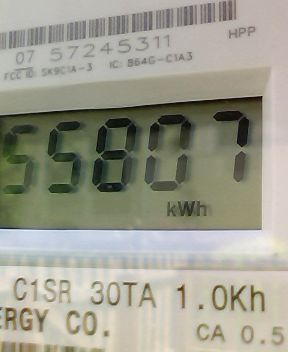 07 57245311
HPP
FCC ID: SK9C1A-3 IC: 864G-C1A3
55807
kWh
C1SR 30TA 1.0Kh
ERGY CO.
CA 0.5